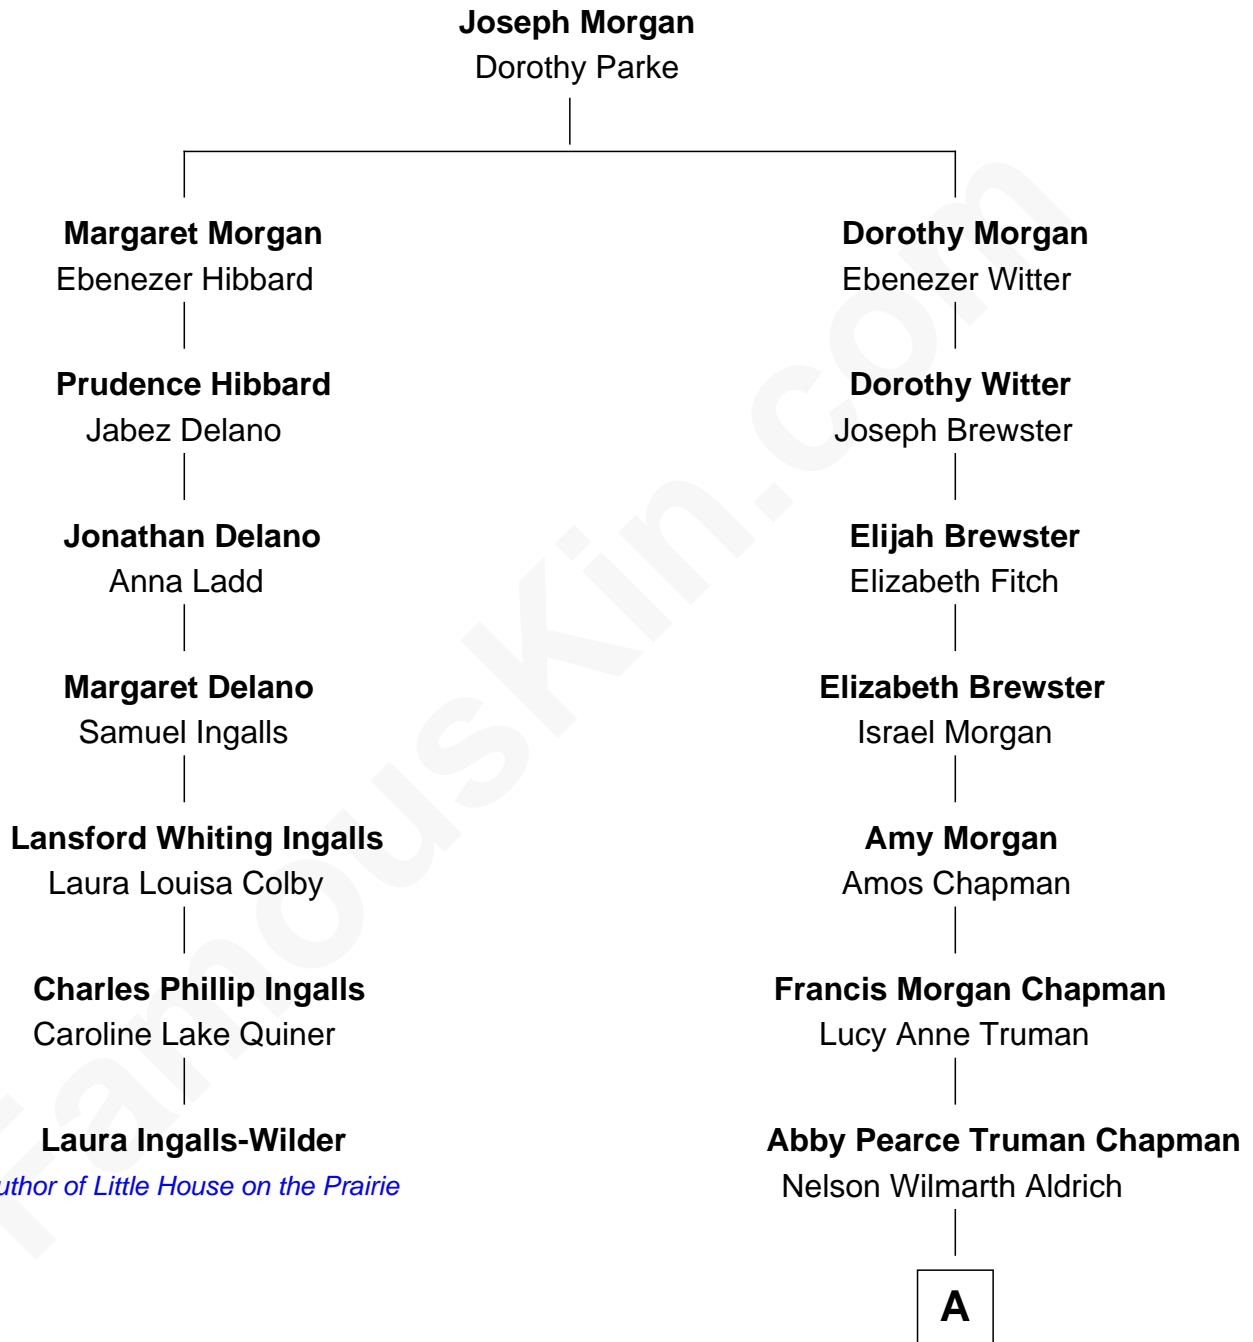 Joseph Morgan
Dorothy Parke
Margaret Morgan
Ebenezer Hibbard
Dorothy Morgan
Ebenezer Witter
Prudence Hibbard
Jabez Delano
Dorothy Witter
Joseph Brewster
Jonathan Delano
Anna Ladd
Elijah Brewster
Elizabeth Fitch
Margaret Delano
Samuel Ingalls
Elizabeth Brewster
Israel Morgan
Lansford Whiting Ingalls
Laura Louisa Colby
Amy Morgan
Amos Chapman
Charles Phillip Ingalls
Caroline Lake Quiner
Francis Morgan Chapman
Lucy Anne Truman
Laura Ingalls-Wilder
uthor of Little House on the Prairie
Abby Pearce Truman Chapman
Nelson Wilmarth Aldrich
A
FamousKin.com